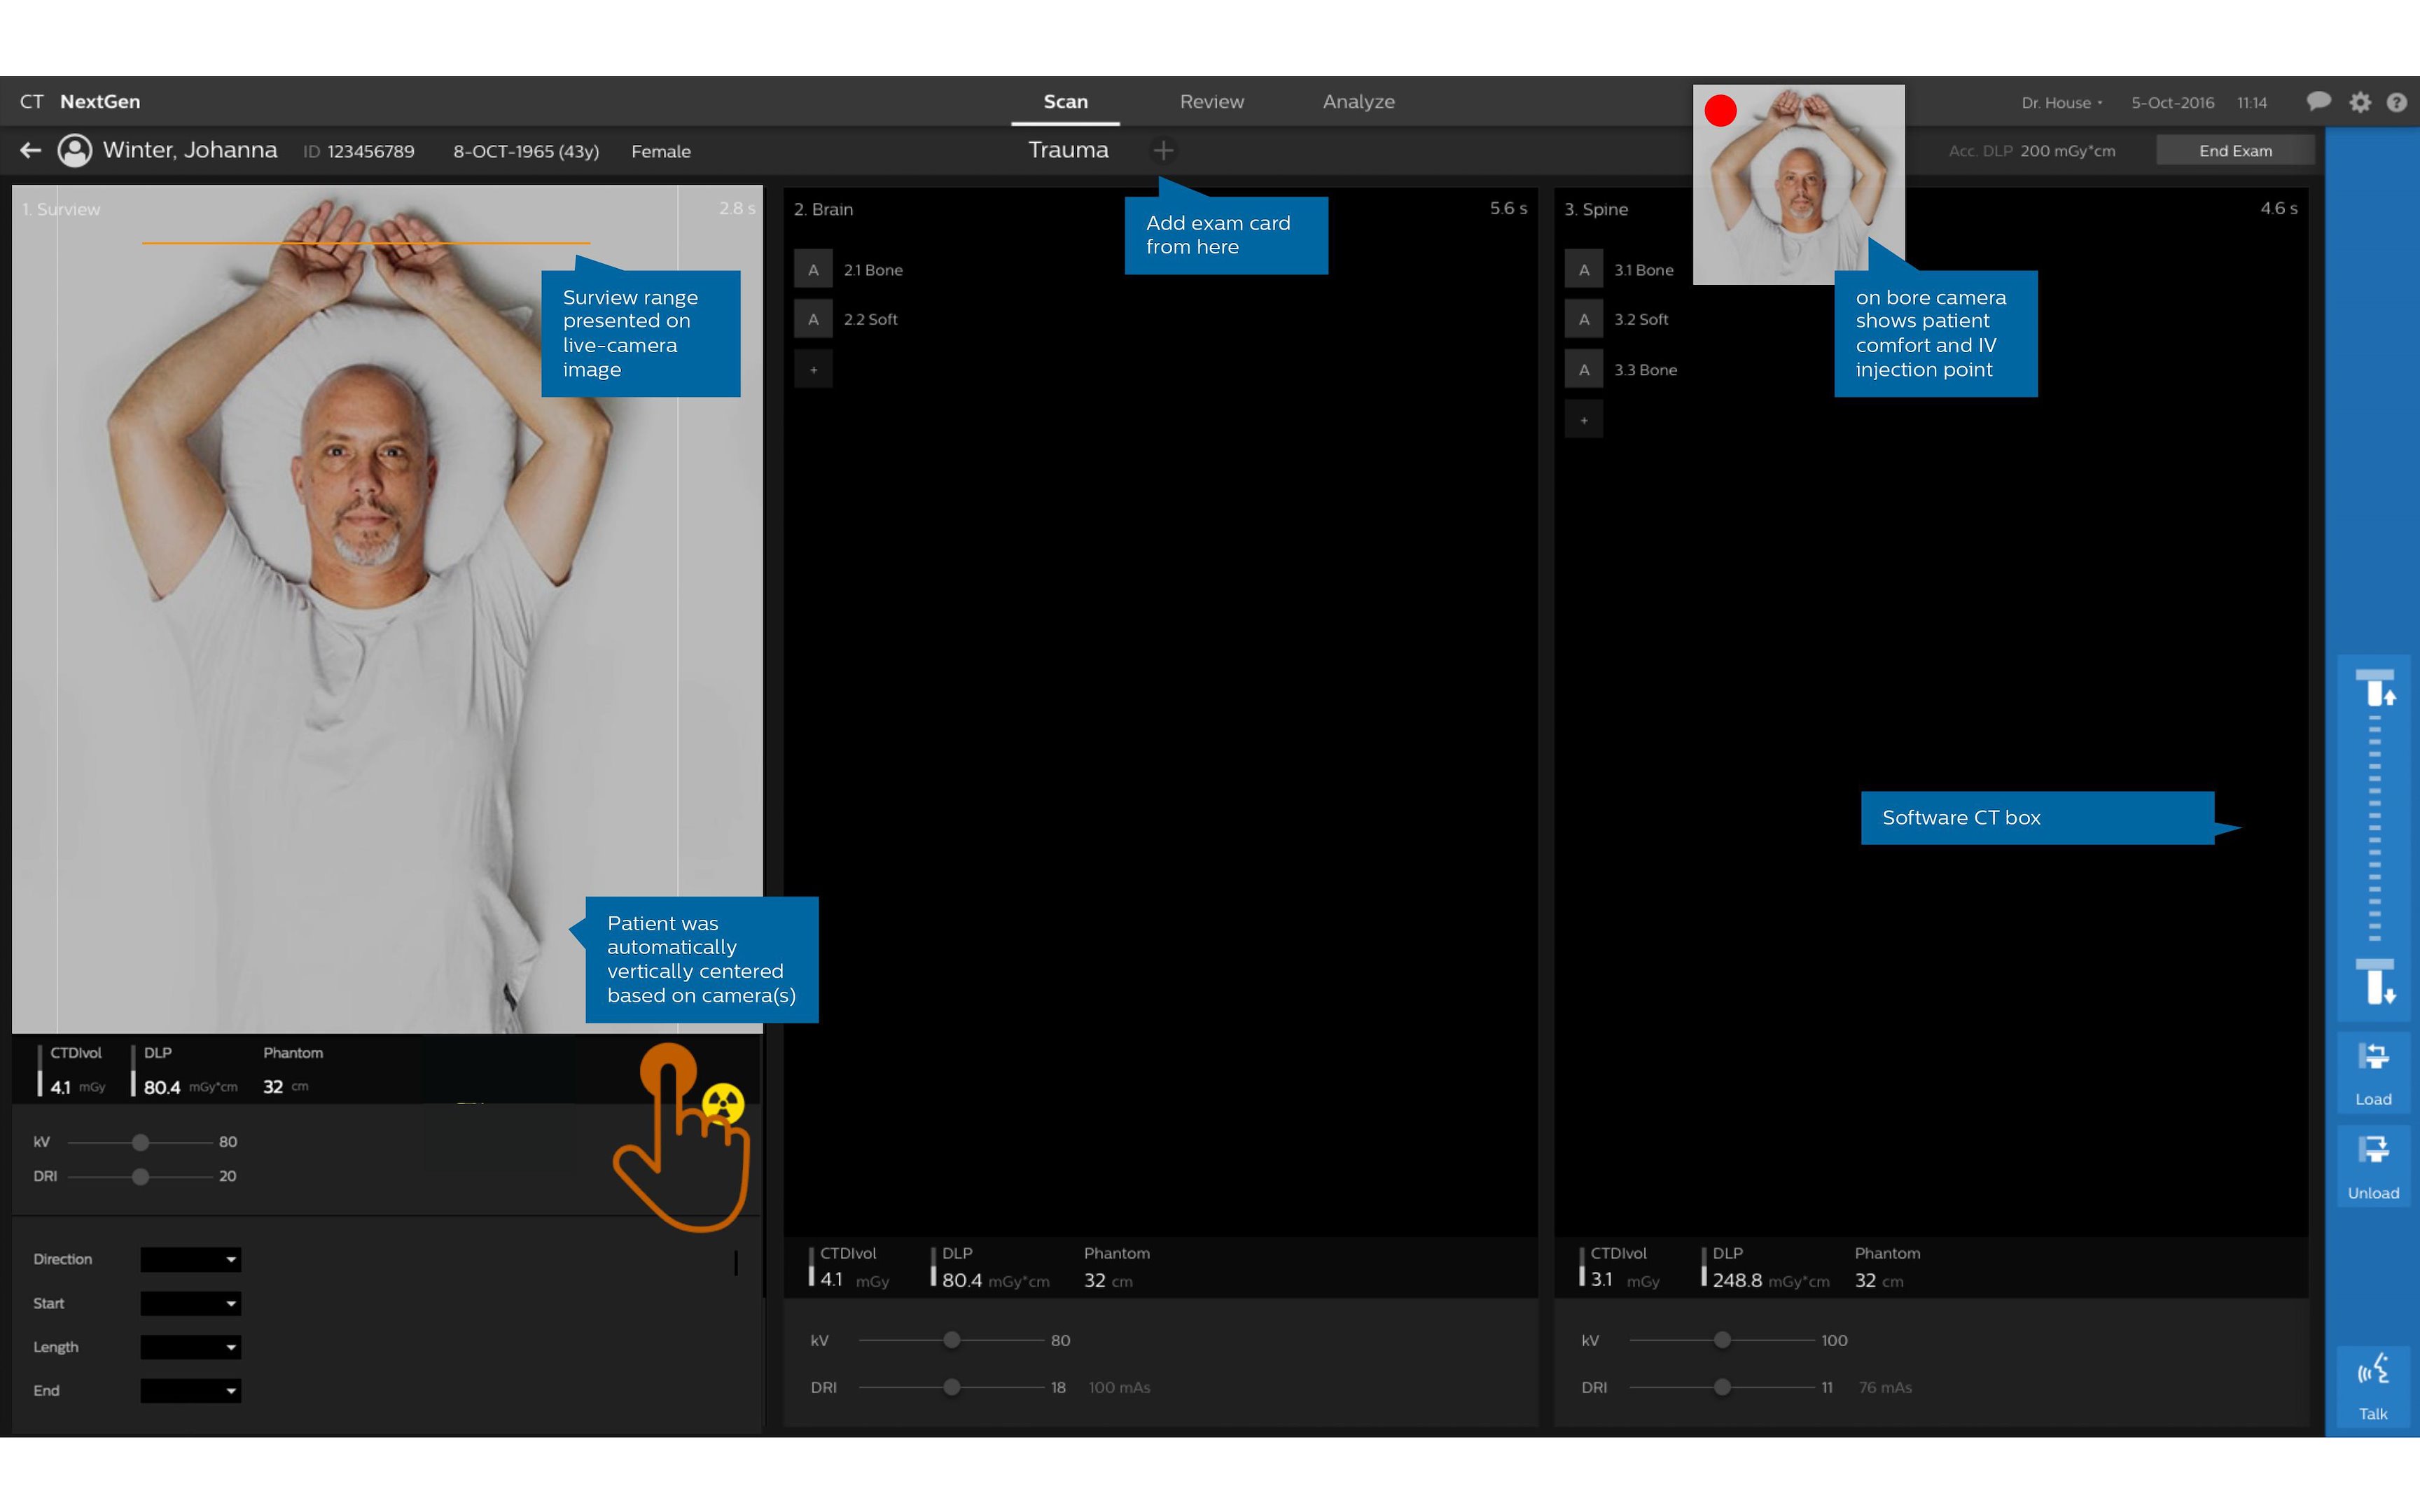 CT NextGen
Scan Review Analyze
Dr. House 5-Oct-2016 11:14
?
Winter, Johanna ID 123456789 8-OCT-1965 (43y) Female
Trauma +
Acc. DLP 200 mGy*cm End Exam
1. Surview 2.8 s
Surview range
presented on
live-camera
image
Patient was
automatically
vertically centered
based on camera(s)
CTDIvol DLP Phantom
4.1 mGy 80.4 mGy*cm 32 cm
kV 80
DRI 20
Direction
Start
Length
End
2. Brain 5.6 s
Add exam card
from here
A 2.1 Bone
A 2.2 Soft
+
CTDIvol DLP Phantom
4.1 mGy 80.4 mGy*cm 32 cm
kV 80
DRI 18 100 mAs
3. Spine 4.6 s
on bore camera
shows patient
comfort and IV
injection point
A 3.1 Bone
A 3.2 Soft
A 3.3 Bone
+
Software CT box
CTDIvol DLP Phantom
3.1 mGy 248.8 mGy*cm 32 cm
kV 100
DRI 11 76 mAs
Load
Unload
Talk